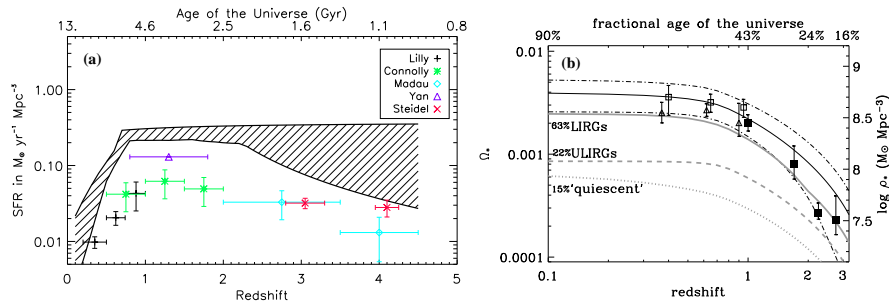 Age of the Universe (Gyr)
13. 4.6 2.5 1.5 1.1 0.8
(a)
Lilly
Connolly
Madau
Yan
Steidel
SFR in M⊙ yr⁻¹ Mpc⁻³
1.00
0.10
0.01
0 1 2 3 4 5
Redshift
fractional age of the universe
90% 43% 24% 16%
(b)
Ω*
0.01
0.001
0.0001
63%LIRGs
22%ULIRGs
15%'quiescent'
9
8.5
8
7.5
log ρ* (M⊙ Mpc⁻³)
0.1 1 2 3
redshift